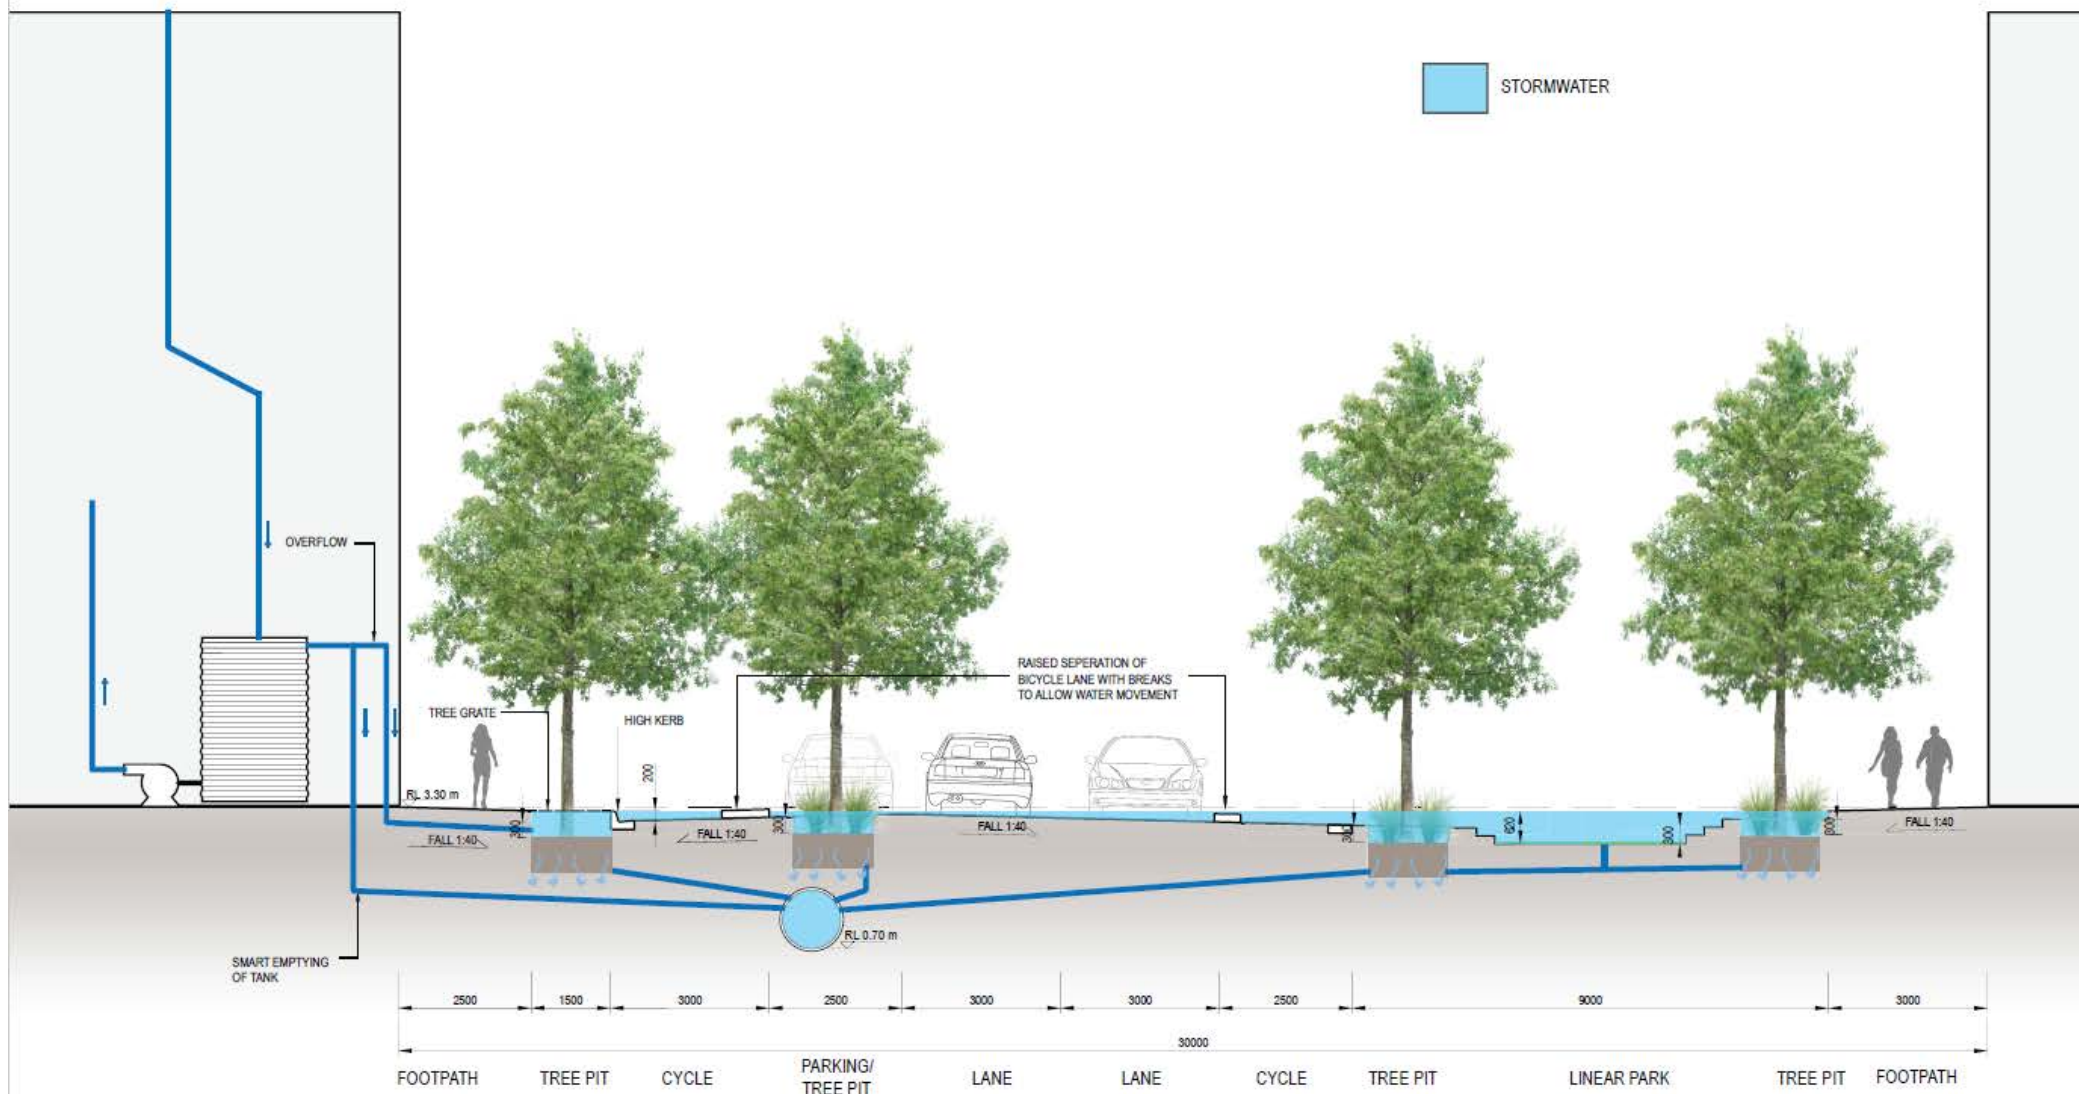 STORMWATER
OVERFLOW
RAISED SEPERATION OF
BICYCLE LANE WITH BREAKS
TO ALLOW WATER MOVEMENT
TREE GRATE
HIGH KERB
200
RL 3.30 m
300
FALL 1:40
FALL 1:40
300
FALL 1:40
300
620
300
300
FALL 1:40
RL 0.70 m
SMART EMPTYING
OF TANK
2500 1500 3000 2500 3000 3000 2500 9000 3000
30000
FOOTPATH TREE PIT CYCLE PARKING/ LANE LANE CYCLE TREE PIT LINEAR PARK TREE PIT FOOTPATH
TREE PIT